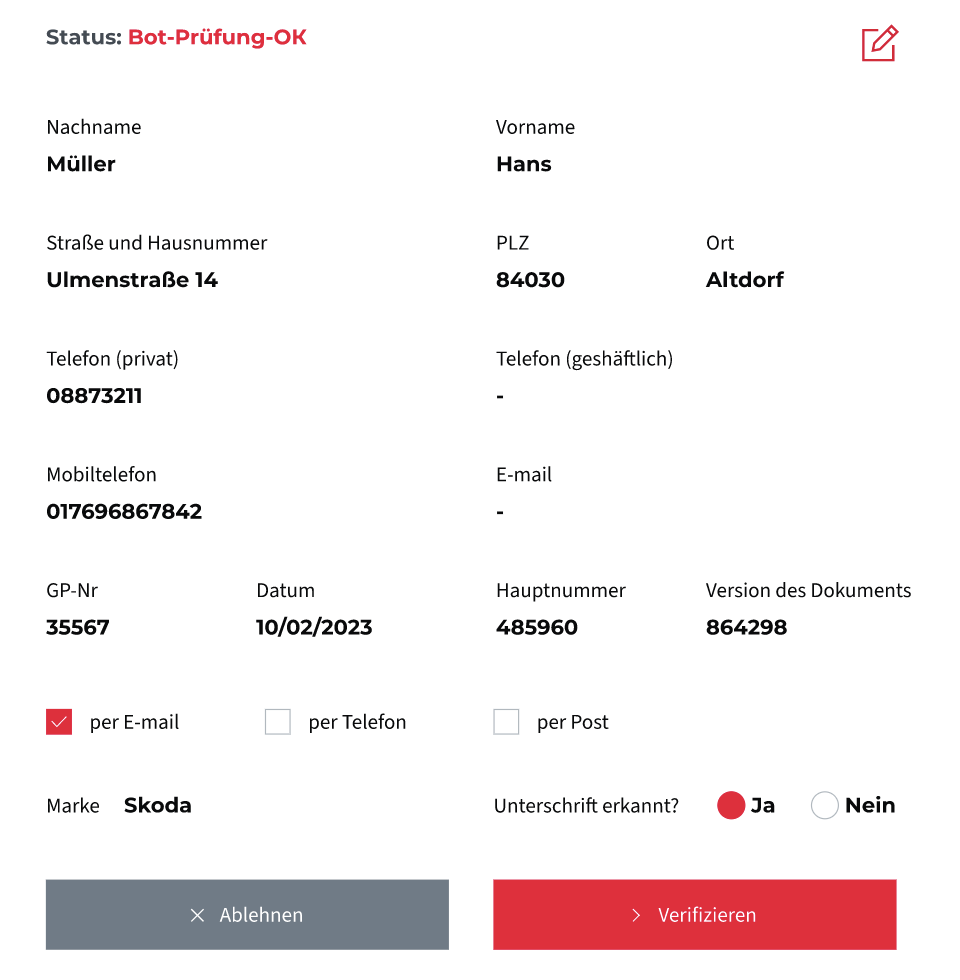 Status: Bot-Prüfung-OK
Nachname
Vorname
Müller
Hans
Straße und Hausnummer
PLZ
Ort
Ulmenstraße 14
84030
Altdorf
Telefon (privat)
Telefon (geshäftlich)
08873211
-
Mobiltelefon
E-mail
017696867842
-
GP-Nr
Datum
Hauptnummer
Version des Dokuments
35567
10/02/2023
485960
864298
per E-mail
per Telefon
per Post
Marke Skoda
Unterschrift erkannt? Ja Nein
Ablehnen
Verifizieren